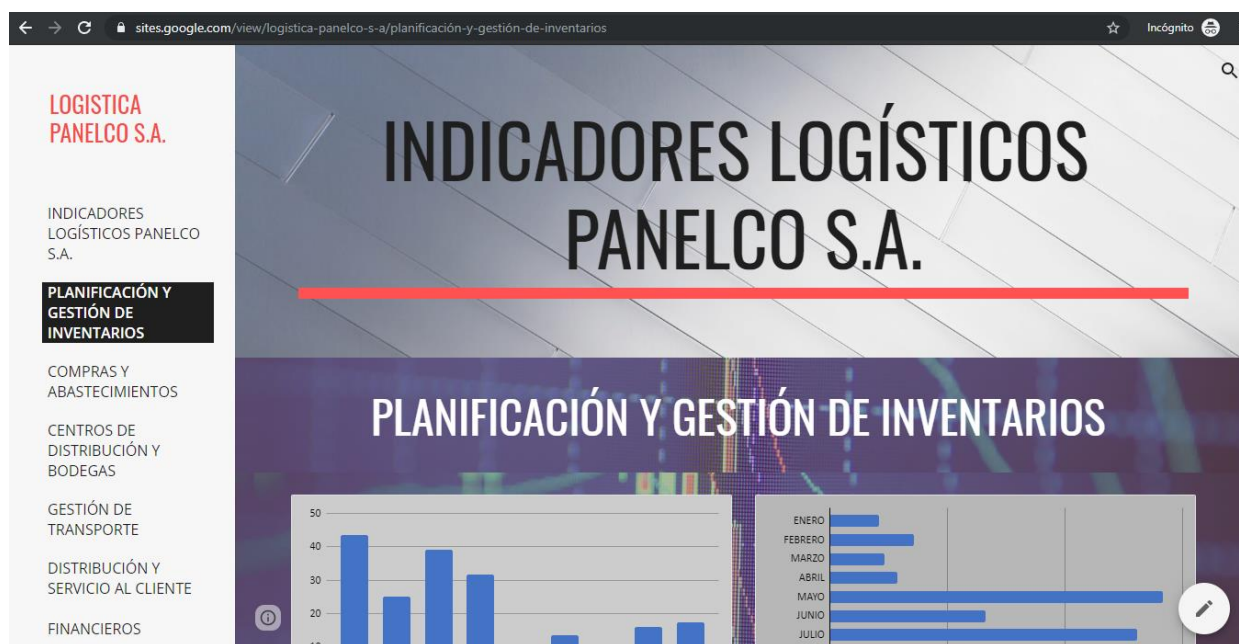 sites.google.com/view/logistica-panelco-s-a/planificación-y-gestión-de-inventarios
Incógnito
LOGISTICA
PANELCO S.A.
INDICADORES
LOGÍSTICOS PANELCO
S.A.
PLANIFICACIÓN Y
GESTIÓN DE
INVENTARIOS
COMPRAS Y
ABASTECIMIENTOS
CENTROS DE
DISTRIBUCIÓN Y
BODEGAS
GESTIÓN DE
TRANSPORTE
DISTRIBUCIÓN Y
SERVICIO AL CLIENTE
FINANCIEROS
INDICADORES LOGÍSTICOS
PANELCO S.A.
PLANIFICACIÓN Y GESTIÓN DE INVENTARIOS
50
40
30
20
10
ENERO
FEBRERO
MARZO
ABRIL
MAYO
JUNIO
JULIO